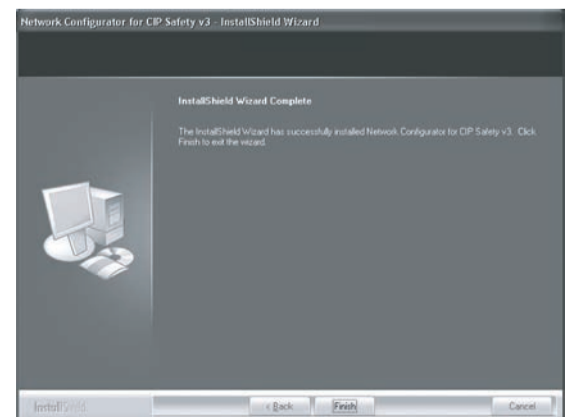 Network Configurator for CIP Safety v3 - InstallShield Wizard
InstallShield Wizard Complete
The InstallShield Wizard has successfully installed Network Configurator for CIP Safety v3. Click
Finish to exit the wizard.
InstallShield
< Back
Finish
Cancel